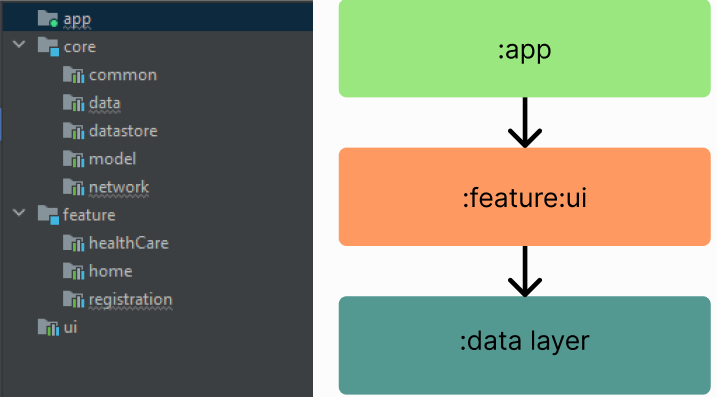 app
core
common
data
datastore
model
network
feature
healthCare
home
registration
ui
:app
:feature:ui
:data layer